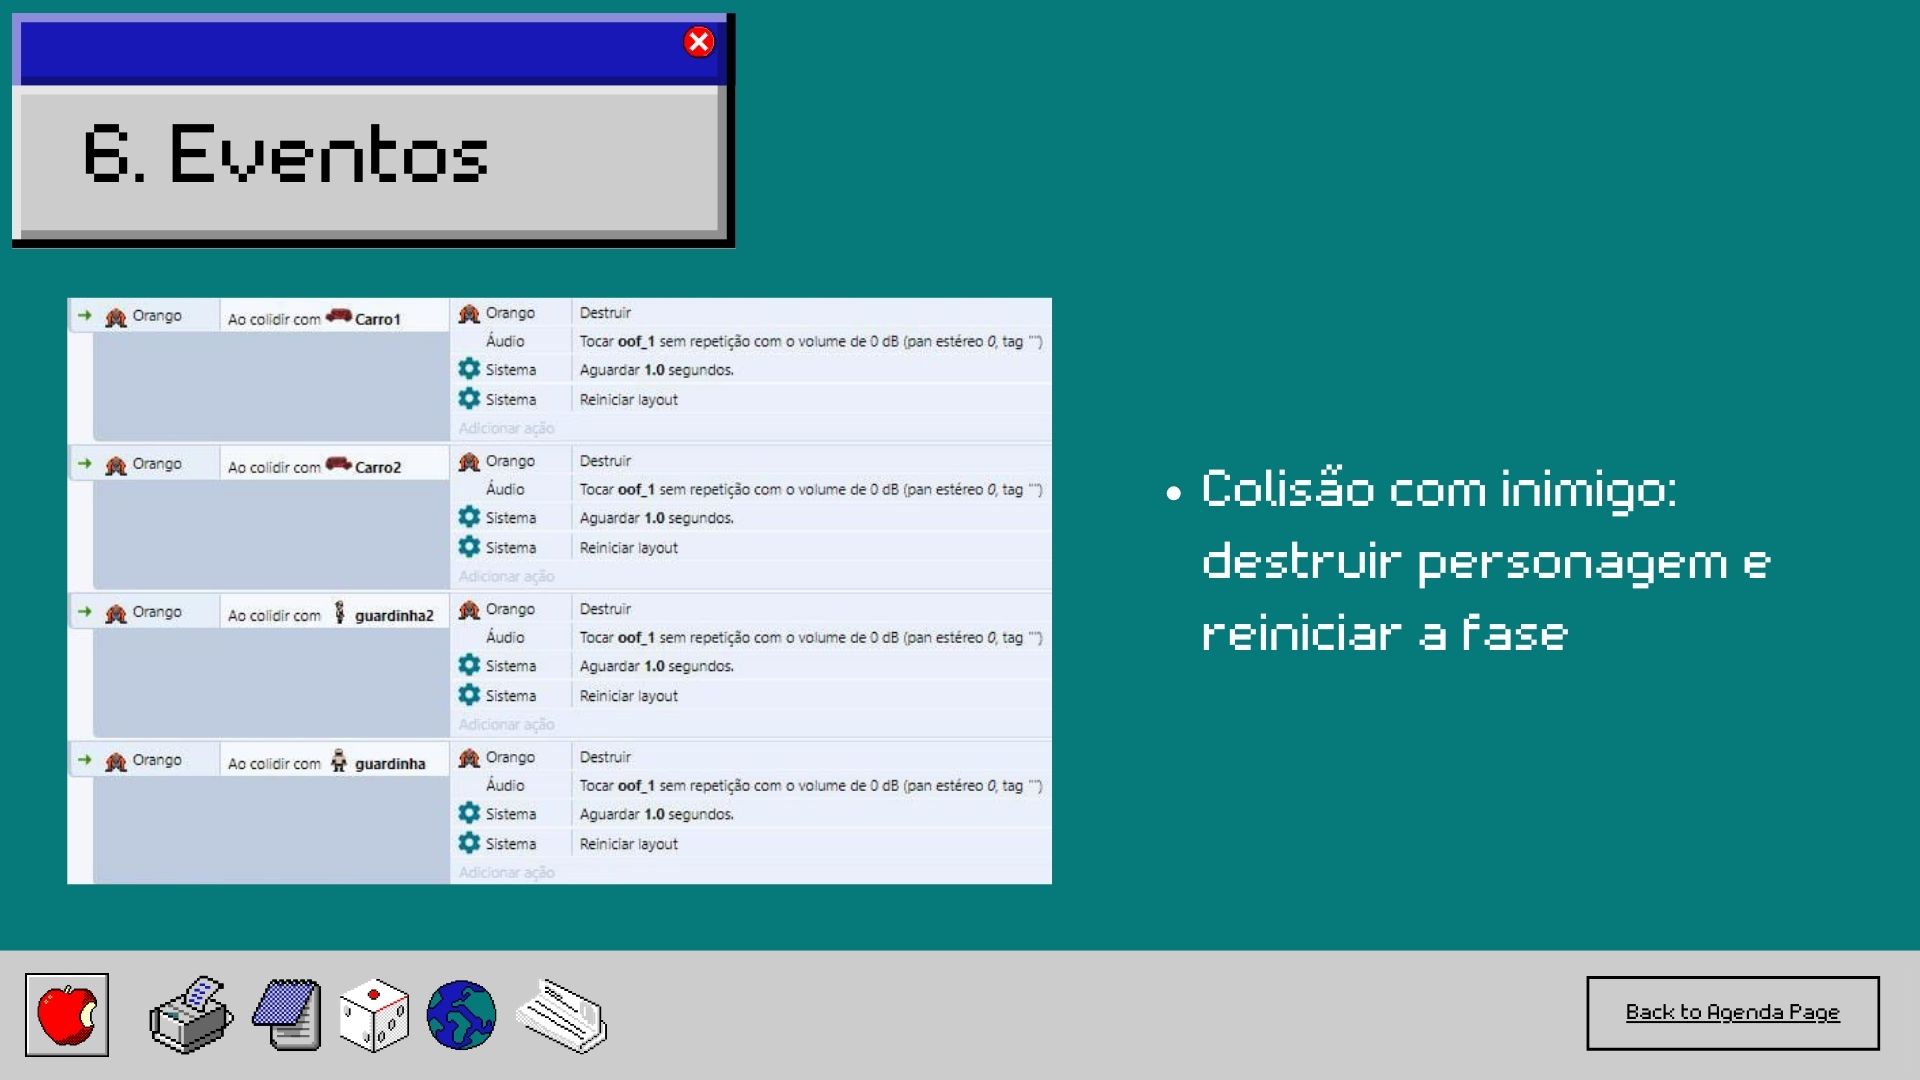 6. Eventos
Orango Ao colidir com Carro1 Orango Destruir
Áudio Tocar oof_1 sem repetição com o volume de 0 dB (pan estéreo 0, tag "")
Sistema Aguardar 1.0 segundos.
Sistema Reiniciar layout
Adicionar ação
Orango Ao colidir com Carro2 Orango Destruir
Áudio Tocar oof_1 sem repetição com o volume de 0 dB (pan estéreo 0, tag "")
Sistema Aguardar 1.0 segundos.
Sistema Reiniciar layout
Adicionar ação
Orango Ao colidir com guardinha2 Orango Destruir
Áudio Tocar oof_1 sem repetição com o volume de 0 dB (pan estéreo 0, tag "")
Sistema Aguardar 1.0 segundos.
Sistema Reiniciar layout
Adicionar ação
Orango Ao colidir com guardinha Orango Destruir
Áudio Tocar oof_1 sem repetição com o volume de 0 dB (pan estéreo 0, tag "")
Sistema Aguardar 1.0 segundos.
Sistema Reiniciar layout
Adicionar ação
• Colisão com inimigo:
destruir personagem e
reiniciar a fase
Back to Agenda Page